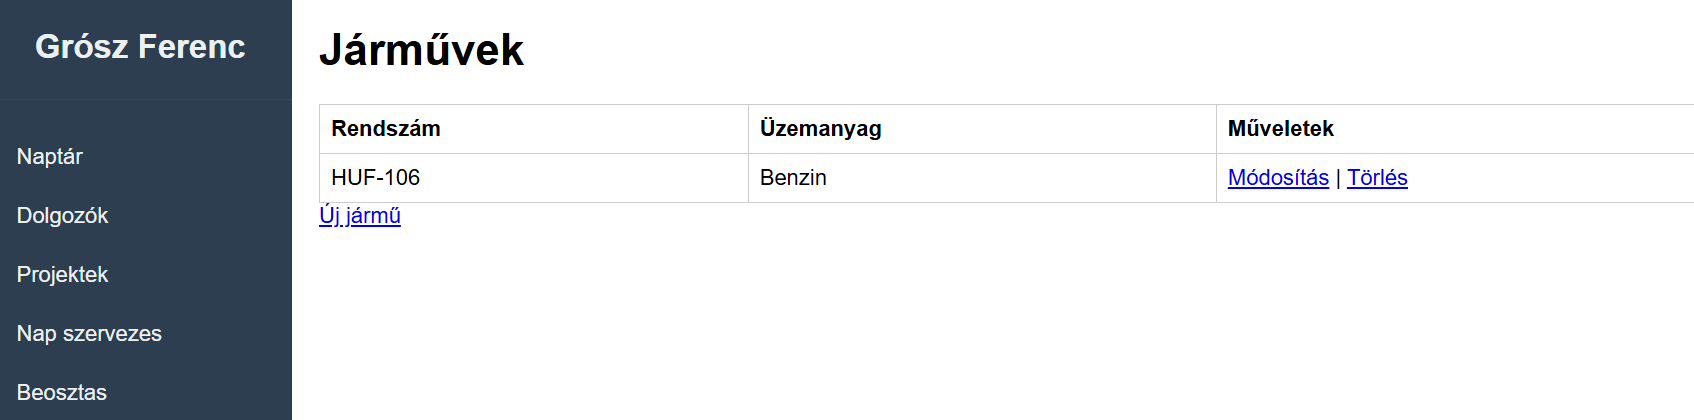 Grósz Ferenc
Naptár
Dolgozók
Projektek
Nap szervezes
Beosztas
Járművek
Rendszám Üzemanyag Műveletek
HUF-106 Benzin Módosítás | Törlés
Új jármű